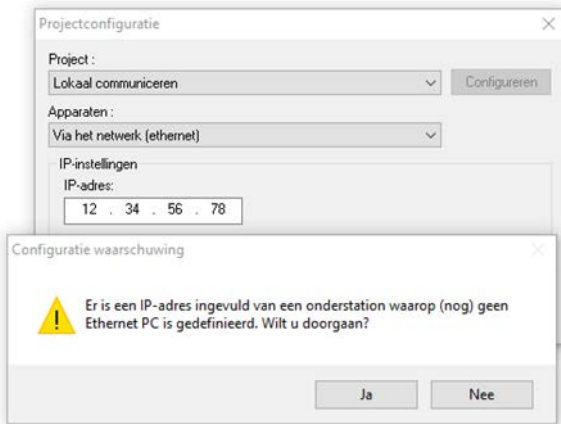 Projectconfiguratie
Project :
Lokaal communiceren
Configureren
Apparaten :
Via het netwerk (ethernet)
IP-instellingen
IP-adres:
12 . 34 . 56 . 78
Configuratie waarschuwing
Er is een IP-adres ingevuld van een onderstation waarop (nog) geen
Ethernet PC is gedefinieerd. Wilt u doorgaan?
Ja
Nee